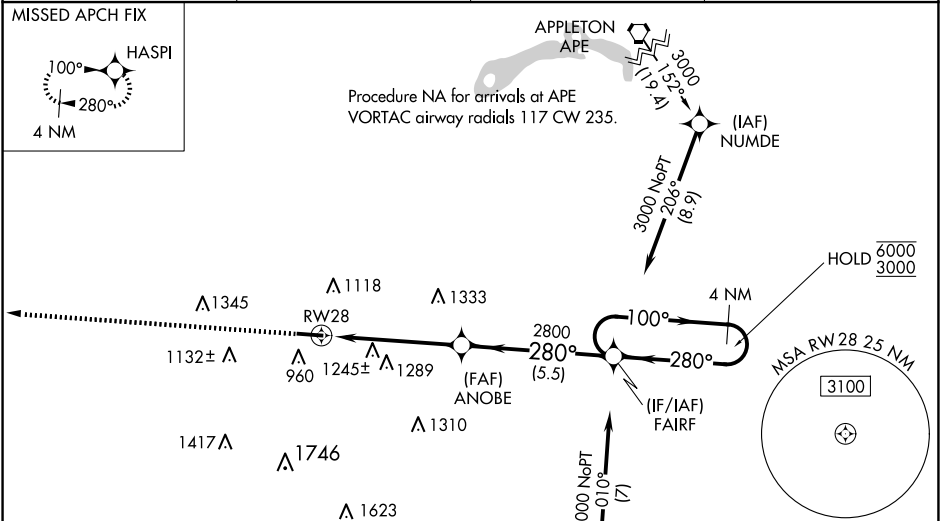 MISSED APCH FIX
HASPI
100°
280°
4 NM
APPLETON
APE
3000
152°
(19.4)
Procedure NA for arrivals at APE
VORTAC airway radials 117 CW 235.
(IAF)
NUMDE
3000 NoPT
206°
(8.9)
HOLD 6000
3000
4 NM
100°
280°
1345
1118
1333
RW28
2800
280°
(5.5)
1132±
960
1245±
1289
(FAF)
ANOBE
(IF/IAF)
FAIRF
MSA RW 28 25 NM
3100
1310
1417
1746
1623
000 NoPT
010°
(7)